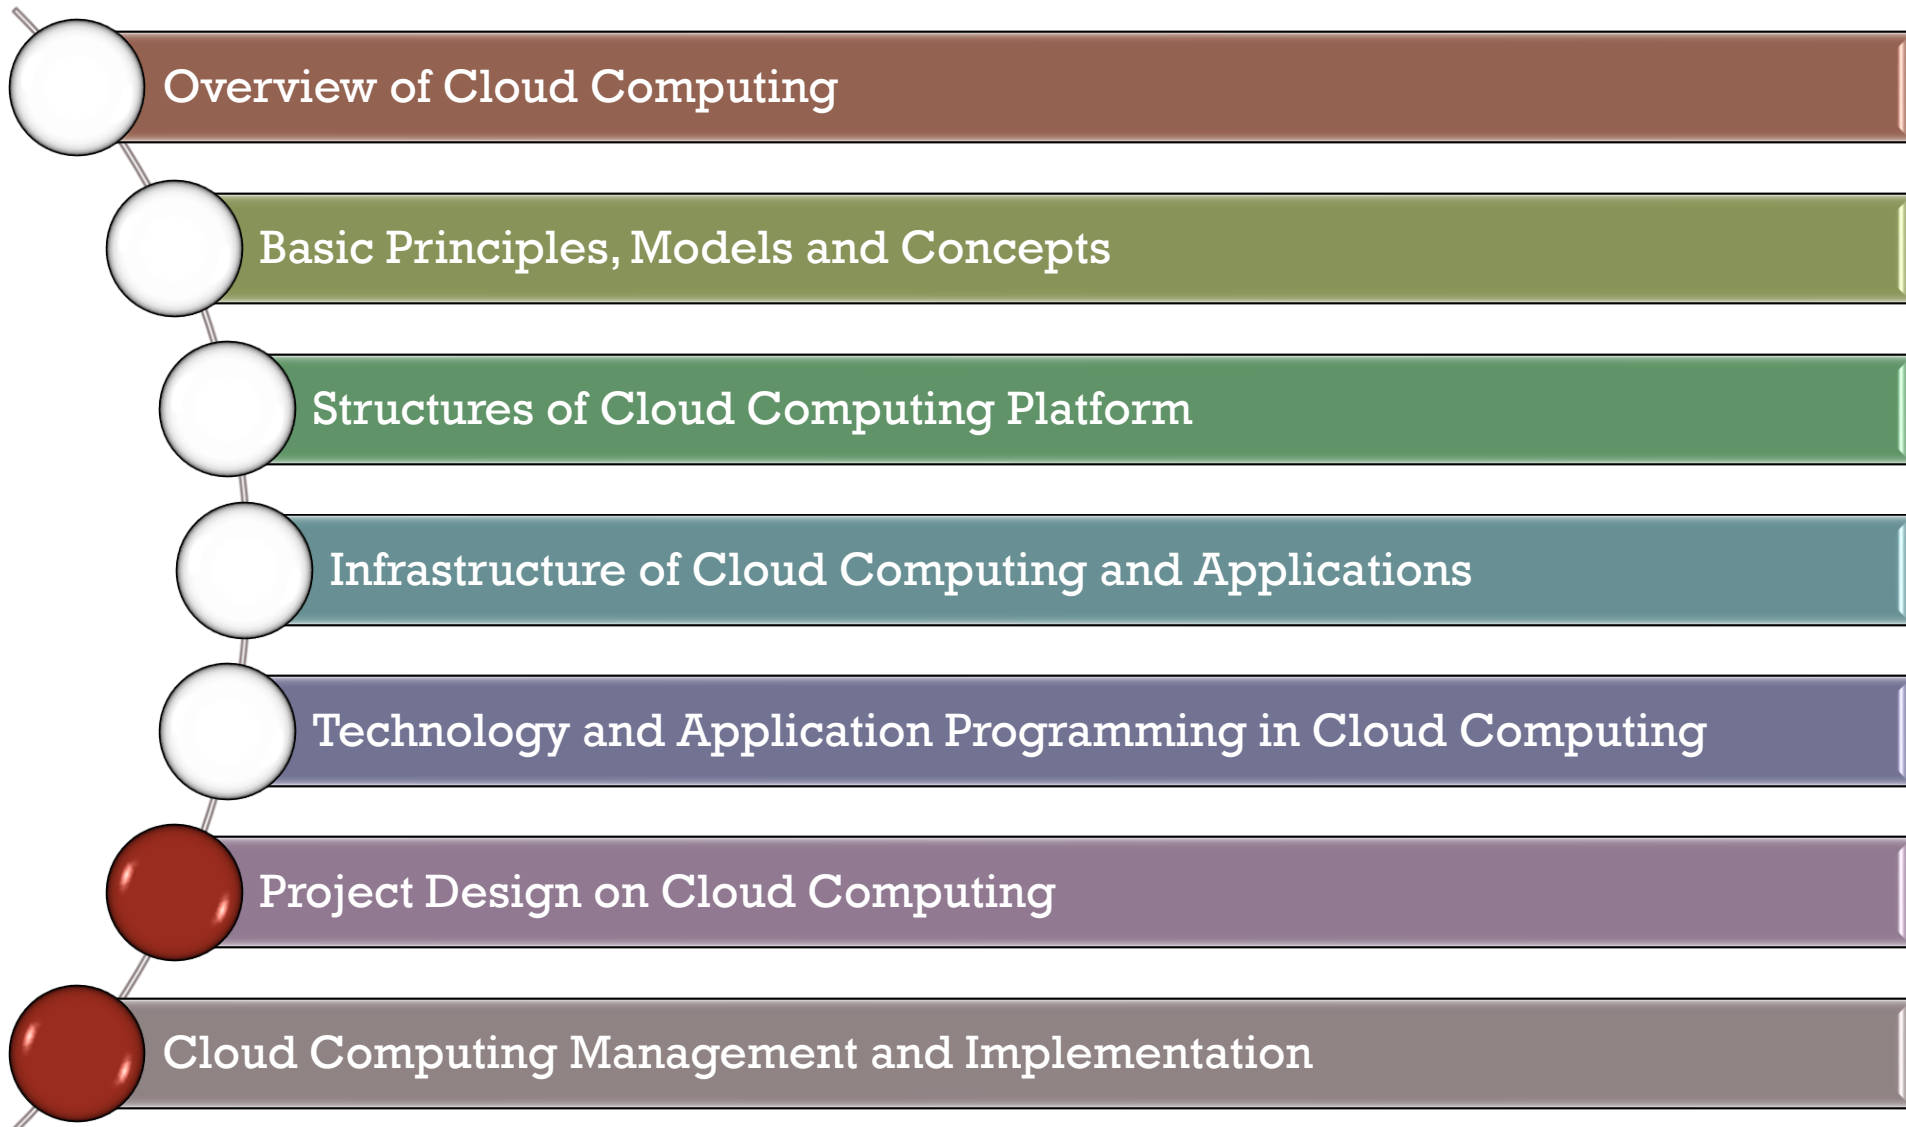 Overview of Cloud Computing
Basic Principles, Models and Concepts
Structures of Cloud Computing Platform
Infrastructure of Cloud Computing and Applications
Technology and Application Programming in Cloud Computing
Project Design on Cloud Computing
Cloud Computing Management and Implementation